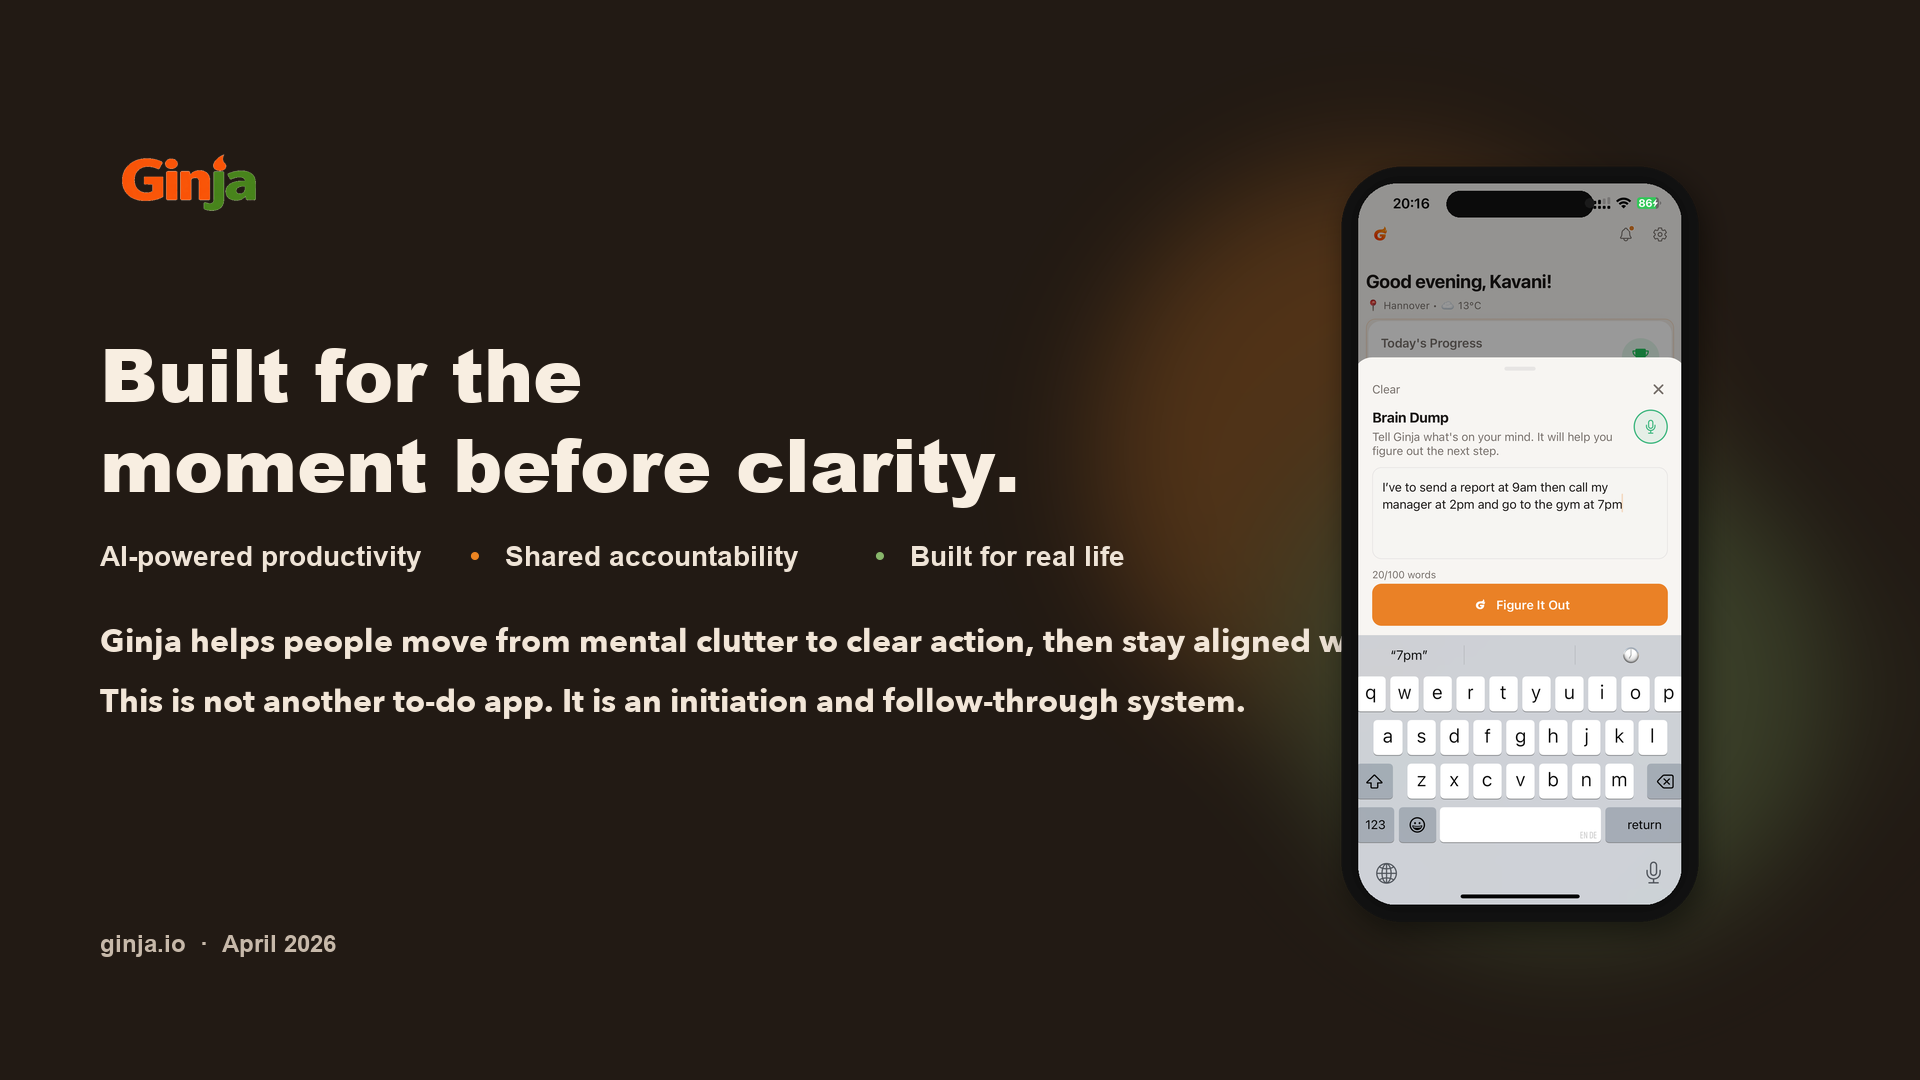 Ginja
Built for the
moment before clarity.
AI-powered productivity • Shared accountability • Built for real life
Ginja helps people move from mental clutter to clear action, then stay aligned
This is not another to-do app. It is an initiation and follow-through system.
ginja.io · April 2026
20:16
86
Good evening, Kavani!
Hannover • 13°C
Today's Progress
Clear
Brain Dump
Tell Ginja what's on your mind. It will help you
figure out the next step.
I've to send a report at 9am then call my
manager at 2pm and go to the gym at 7pm
20/100 words
Figure It Out
“7pm”
q w e r t y u i o p
a s d f g h j k l
z x c v b n m
123 return
EN DE